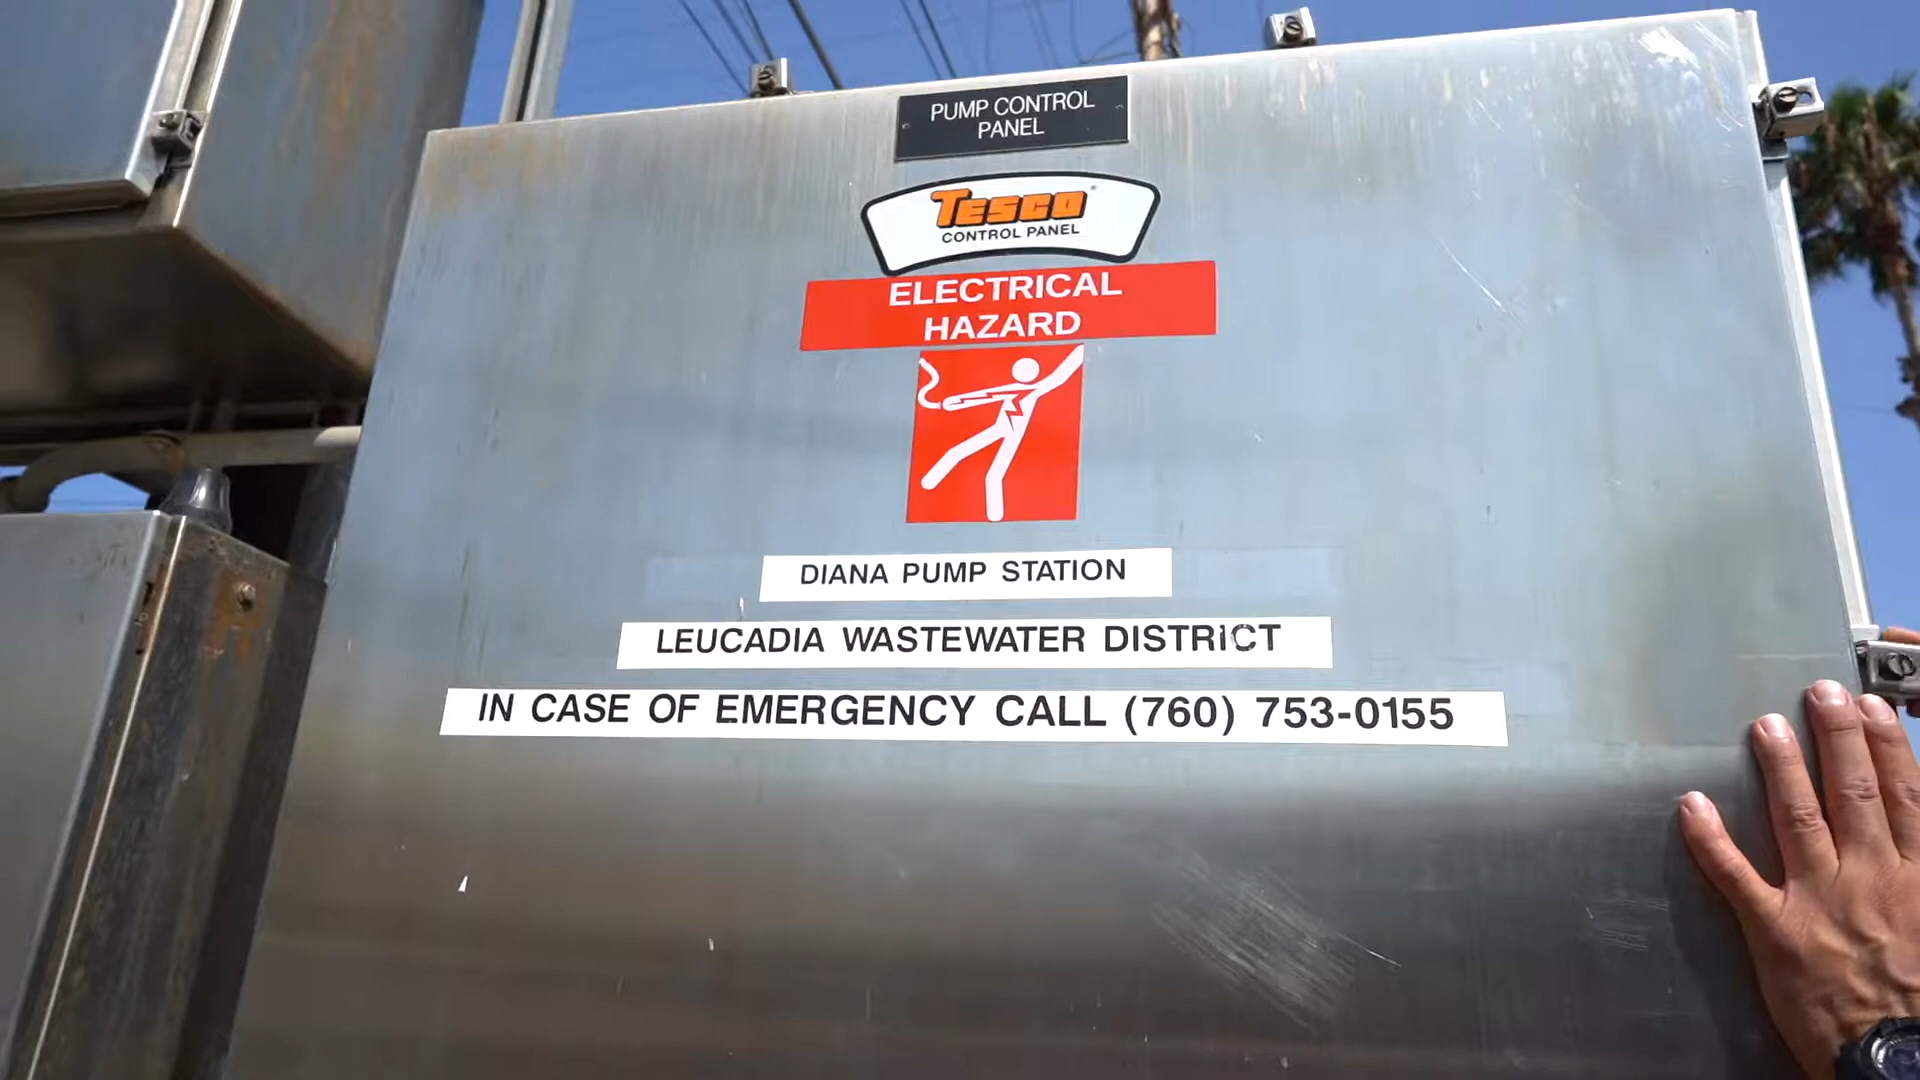 PUMP CONTROL
PANEL
TESCO
CONTROL PANEL
ELECTRICAL
HAZARD
DIANA PUMP STATION
LEUCADIA WASTEWATER DISTRICT
IN CASE OF EMERGENCY CALL (760) 753-0155